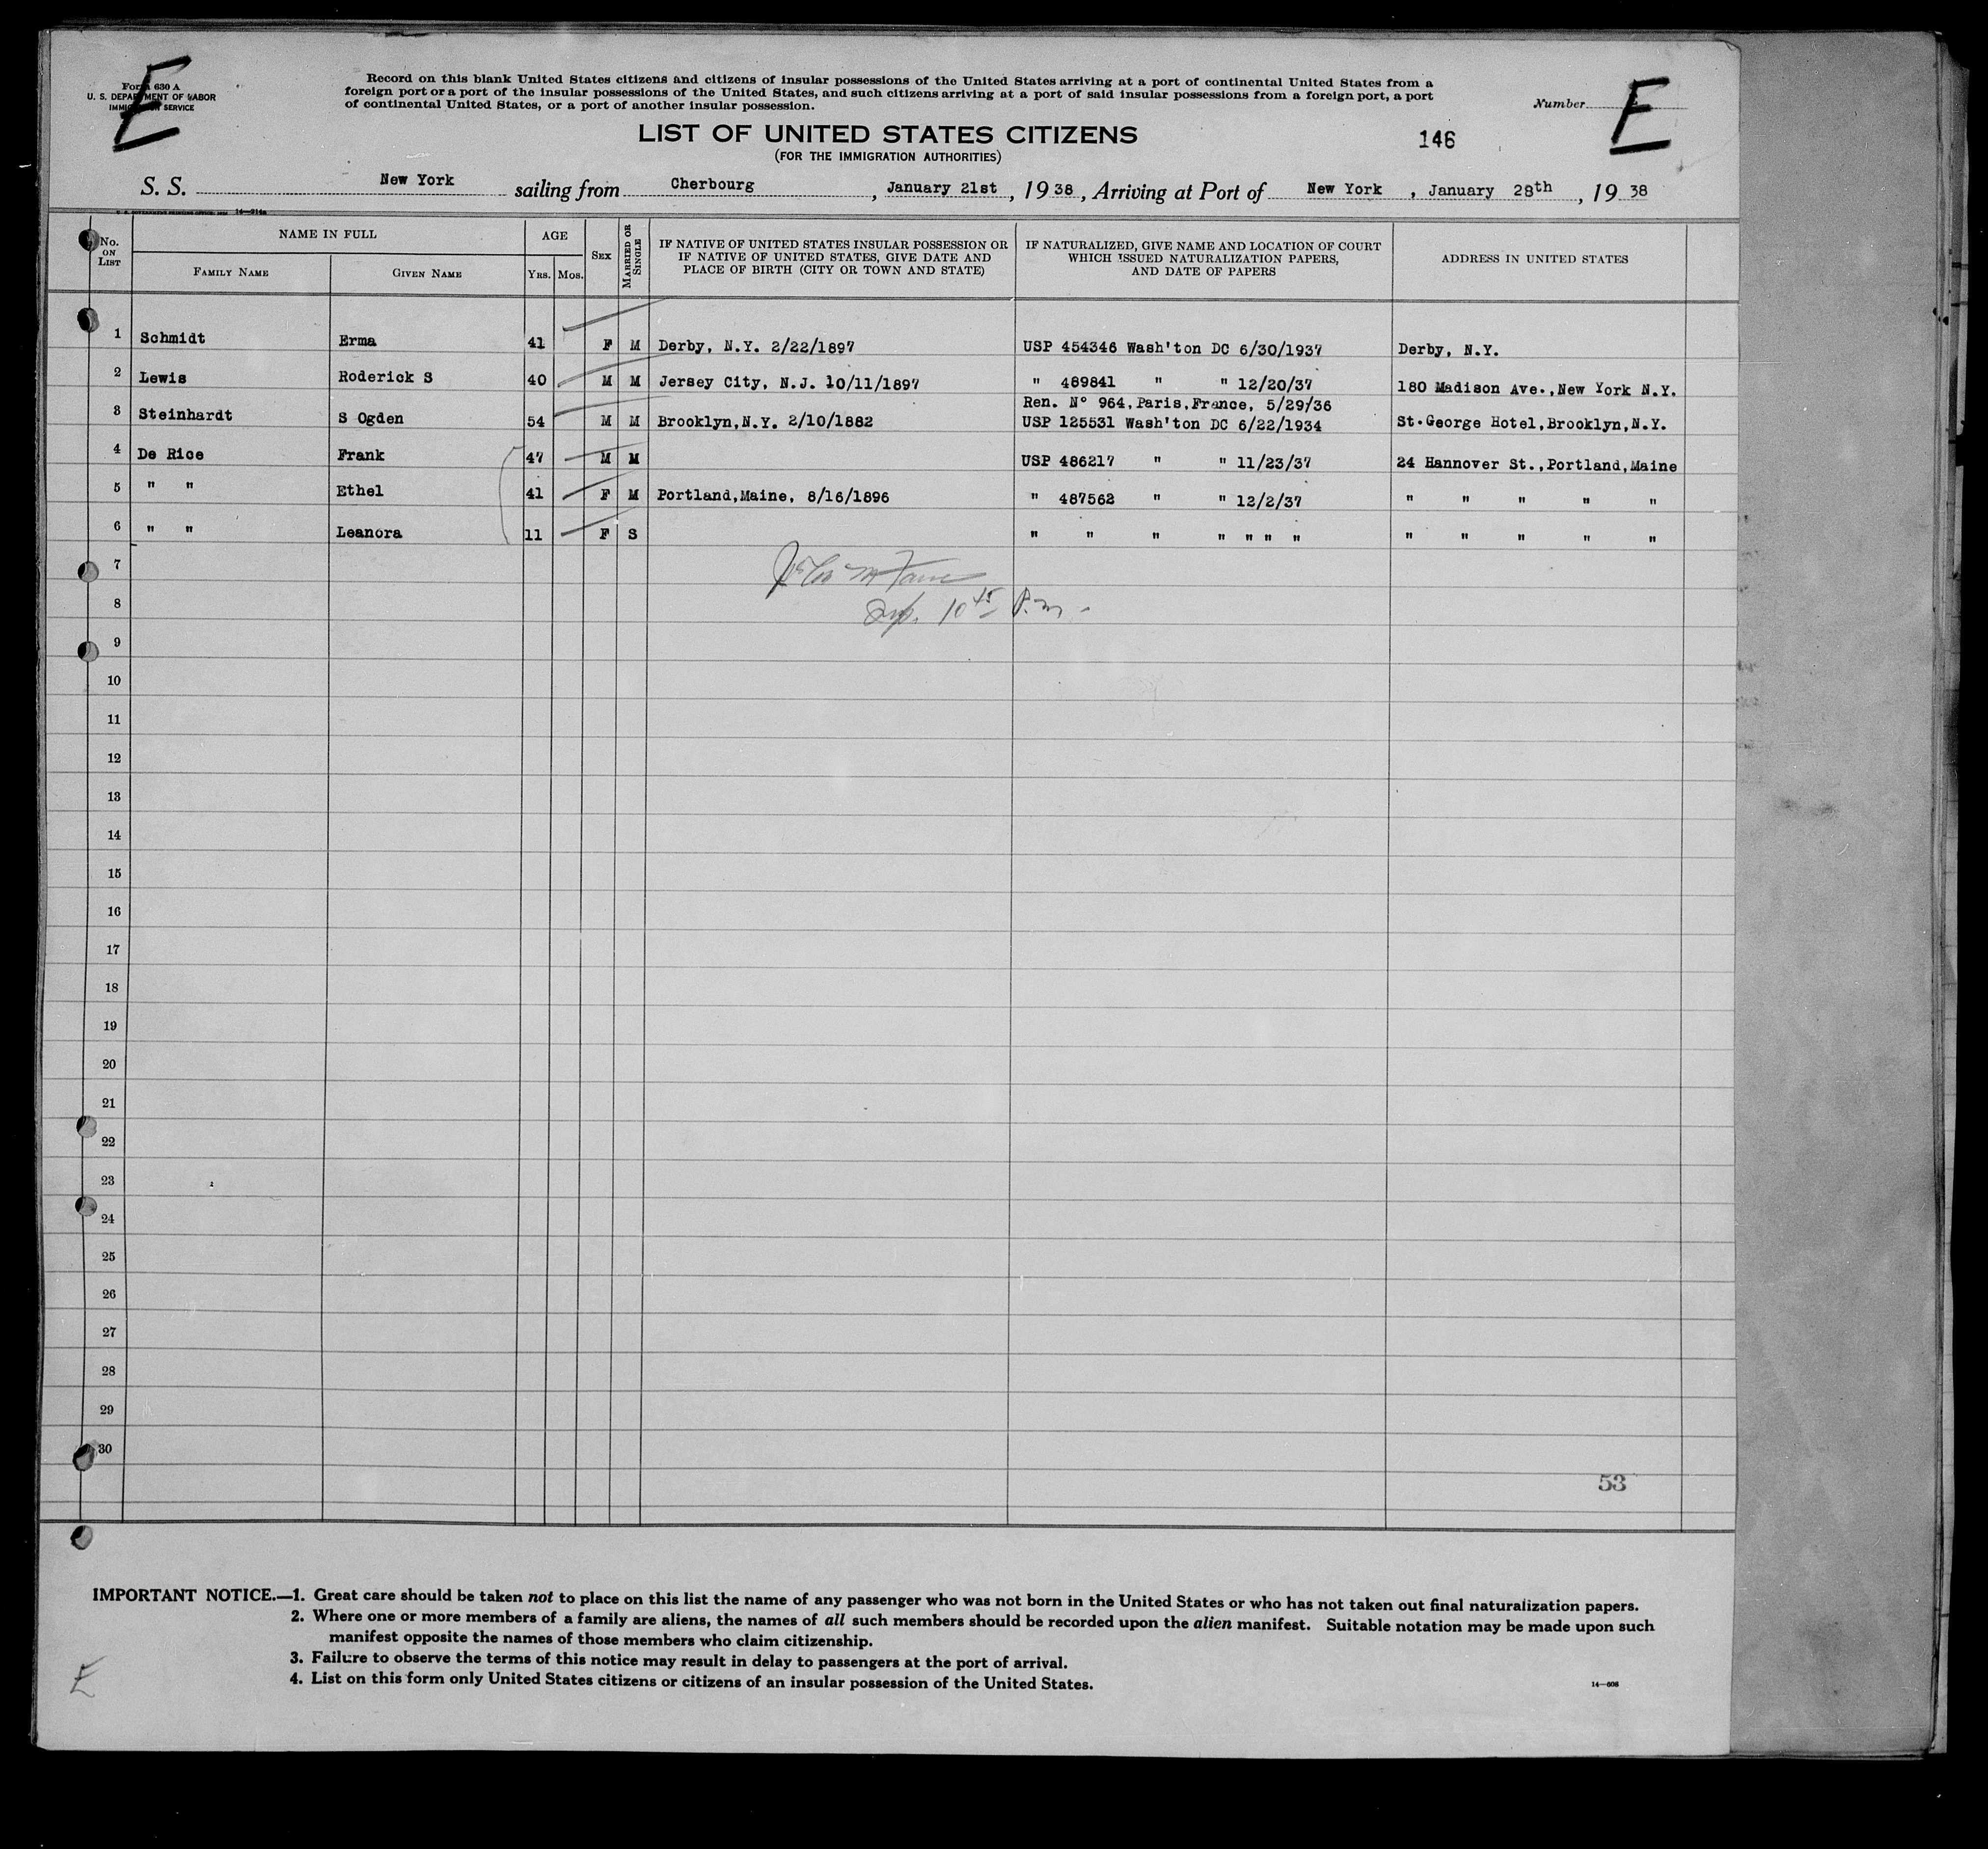 Form 630 A
U. S. DEPARTMENT OF LABOR
IMMIGRATION SERVICE
E
Record on this blank United States citizens and citizens of insular possessions of the United States arriving at a port of continental United States from a
foreign port or a port of the insular possessions of the United States, and such citizens arriving at a port of said insular possessions from a foreign port, a port
of continental United States, or a port of another insular possession.
Number E
LIST OF UNITED STATES CITIZENS
146
(FOR THE IMMIGRATION AUTHORITIES)
S. S. New York sailing from Cherbourg, January 21st, 1938, Arriving at Port of New York, January 28th, 1938
No. ON LIST
NAME IN FULL
FAMILY NAME GIVEN NAME
AGE
YRS. MOS.
SEX
MARRIED OR SINGLE
IF NATIVE OF UNITED STATES INSULAR POSSESSION OR
IF NATIVE OF UNITED STATES, GIVE DATE AND
PLACE OF BIRTH (CITY OR TOWN AND STATE)
IF NATURALIZED, GIVE NAME AND LOCATION OF COURT
WHICH ISSUED NATURALIZATION PAPERS,
AND DATE OF PAPERS
ADDRESS IN UNITED STATES
1 Schmidt Erma 41 F M Derby, N.Y. 2/22/1897 USP 454346 Wash'ton DC 6/30/1937 Derby, N.Y.
2 Lewis Roderick S 40 M M Jersey City, N.J. 10/11/1897 " 489841 " " 12/20/37 180 Madison Ave.,New York N.Y.
Ren. N° 964,Paris,France, 5/29/36
3 Steinhardt S Ogden 54 M M Brooklyn,N.Y. 2/10/1882 USP 125531 Wash'ton DC 6/22/1934 St.George Hotel,Brooklyn,N.Y.
4 De Rice Frank 47 M M USP 486217 " " 11/23/37 24 Hannover St.,Portland,Maine
5 " " Ethel 41 F M Portland,Maine, 8/16/1896 " 487562 " " 12/2/37 " " " " "
6 " " Leanora 11 F S " " " " " " " " " " " "
7
10 45 P.m.
8
9
10
11
12
13
14
15
16
17
18
19
20
21
22
23
24
25
26
27
28
29
30
53
IMPORTANT NOTICE.—1. Great care should be taken not to place on this list the name of any passenger who was not born in the United States or who has not taken out final naturalization papers.
2. Where one or more members of a family are aliens, the names of all such members should be recorded upon the alien manifest. Suitable notation may be made upon such
manifest opposite the names of those members who claim citizenship.
3. Failure to observe the terms of this notice may result in delay to passengers at the port of arrival.
4. List on this form only United States citizens or citizens of an insular possession of the United States.
E
14—608